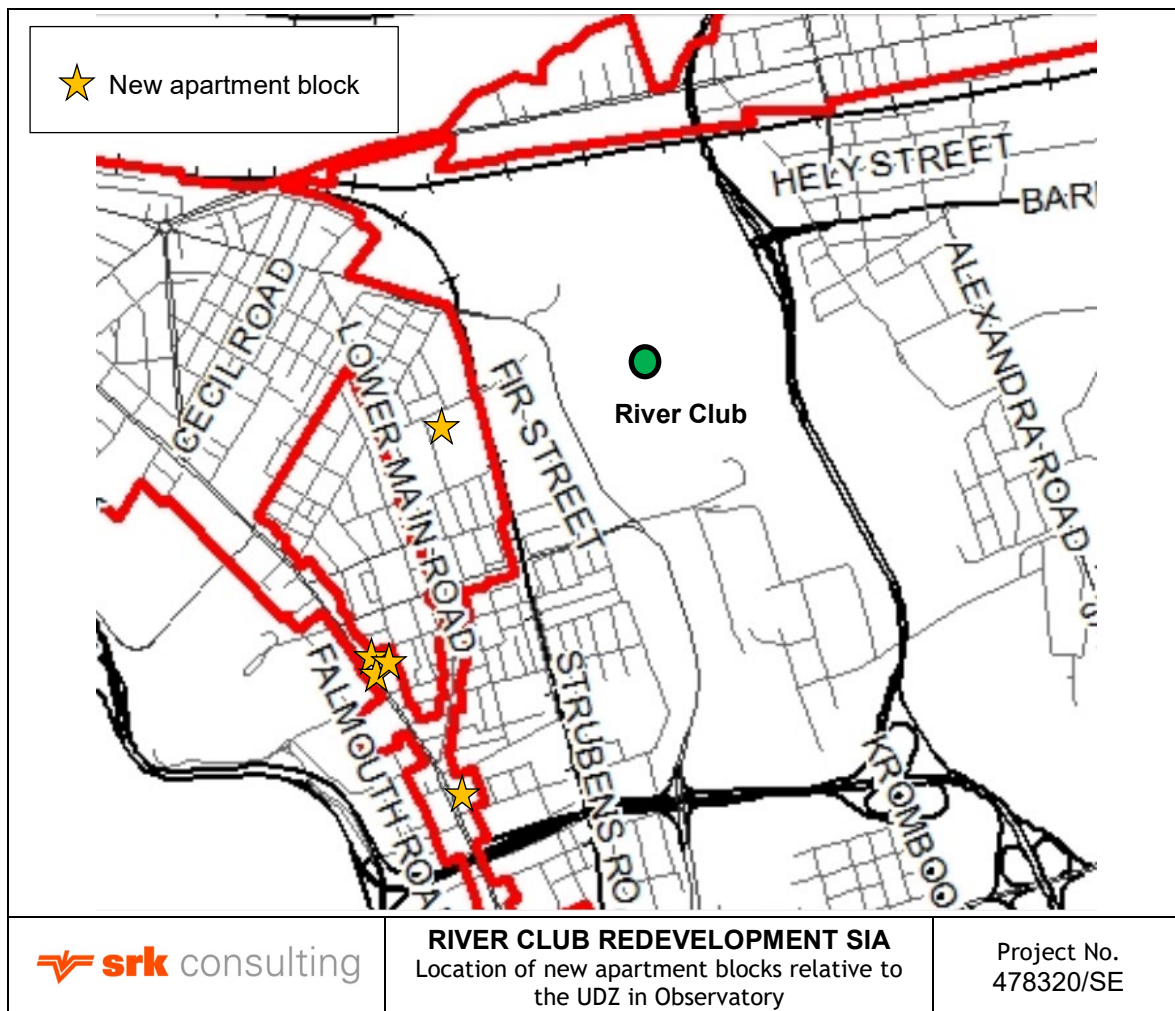 New apartment block
HELY STREET
BARI
CECIL ROAD
LOWER MAIN ROAD
FIR STREET
ALEXANDRA ROAD
River Club
FALMOUTH ROA
STRUBENS RO
KROMBOO
srk consulting
RIVER CLUB REDEVELOPMENT SIA
Location of new apartment blocks relative to
the UDZ in Observatory
Project No.
478320/SE